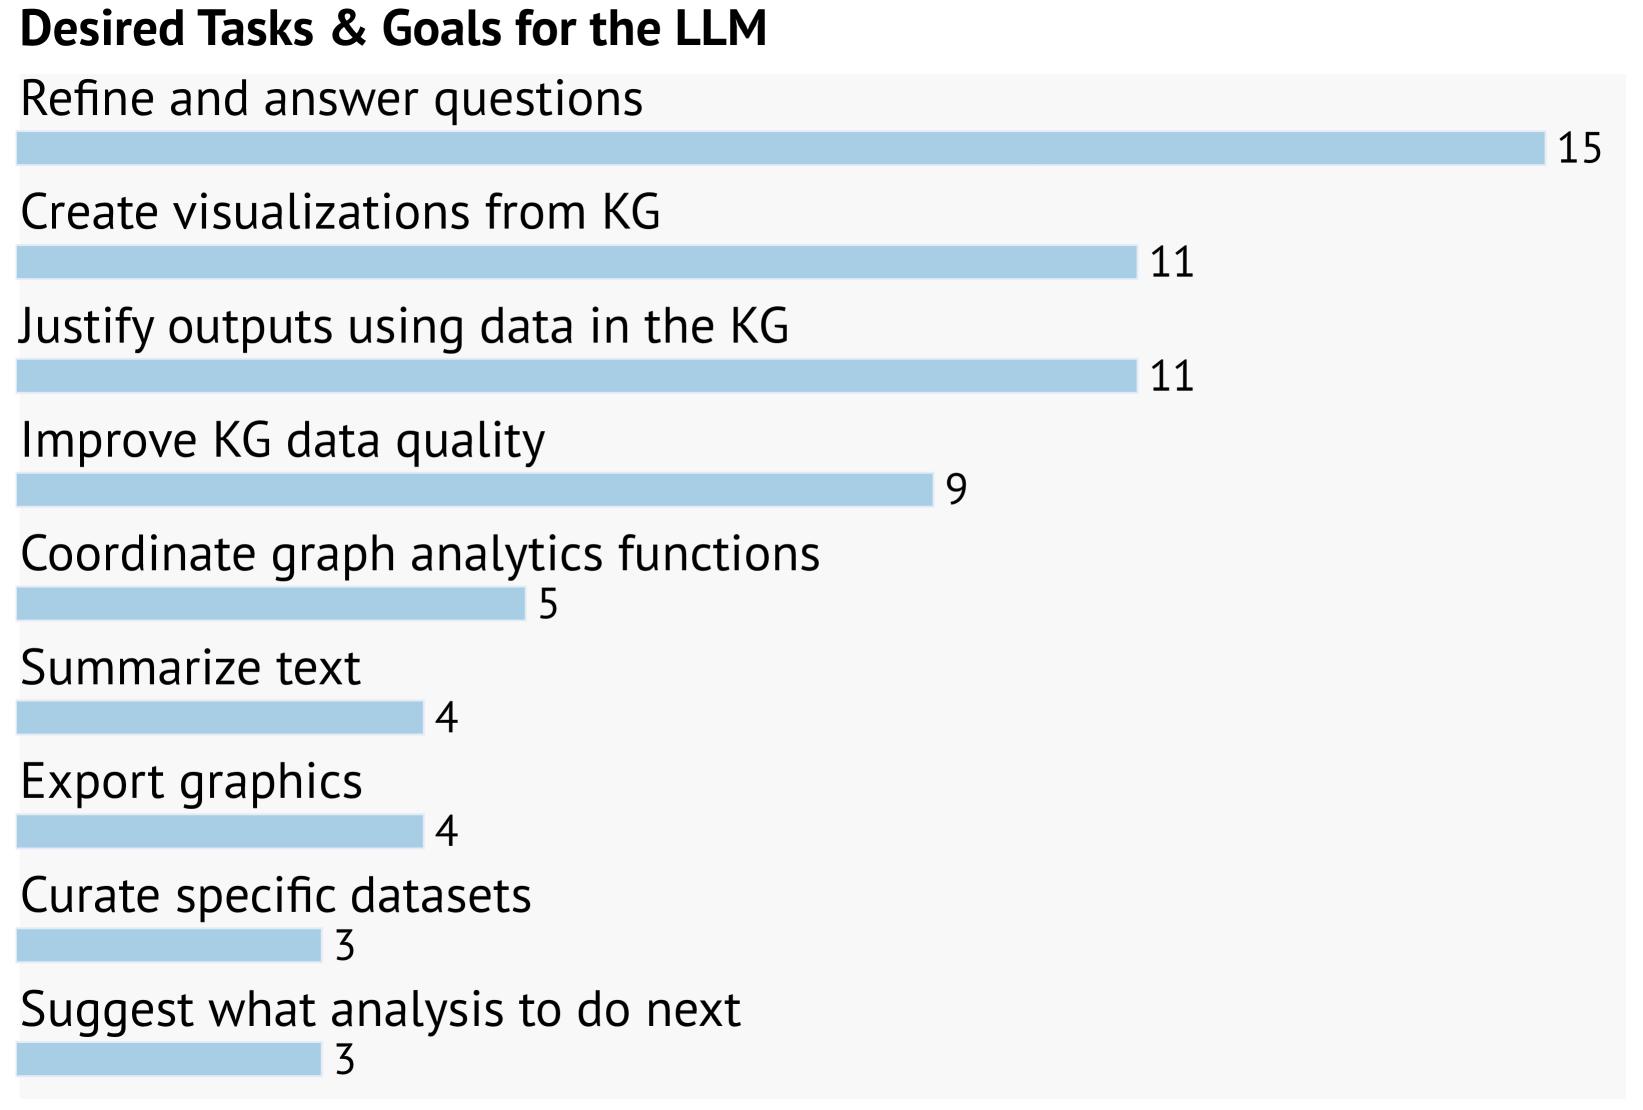 Desired Tasks & Goals for the LLM
Refine and answer questions
15
Create visualizations from KG
11
Justify outputs using data in the KG
11
Improve KG data quality
9
Coordinate graph analytics functions
5
Summarize text
4
Export graphics
4
Curate specific datasets
3
Suggest what analysis to do next
3